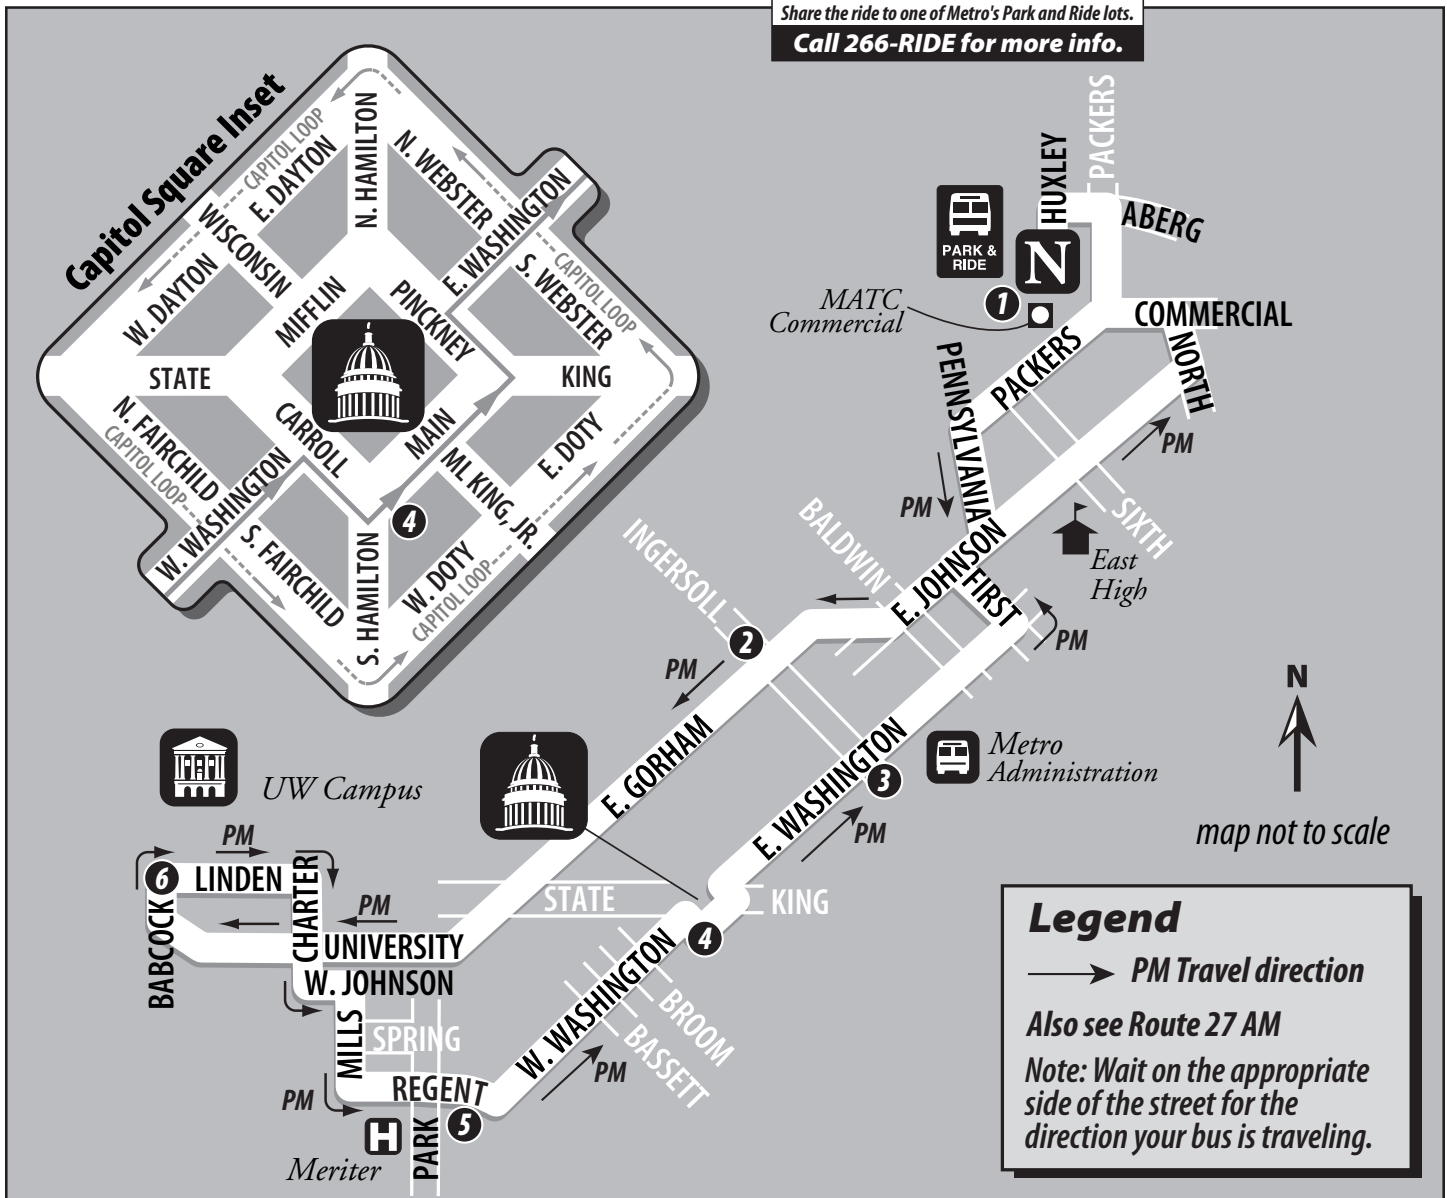 Share the ride to one of Metro's Park and Ride lots.
Call 266-RIDE for more info.
Capitol Square Inset
CAPITOL LOOP
E. DAYTON
N. HAMILTON
N. WEBSTER
E. WASHINGTON
WISCONSIN
W. DAYTON
MIFFLIN
PINCKNEY
S. WEBSTER
CAPITOL LOOP
STATE
KING
N. FAIRCHILD
CAPITOL LOOP
CARROLL
MAIN
E. DOTY
ML KING, JR.
W. WASHINGTON
S. FAIRCHILD
S. HAMILTON
4
W. DOTY
CAPITOL LOOP
PACKERS
HUXLEY
ABERG
PARK &
RIDE
N
1
MATC
Commercial
COMMERCIAL
NORTH
PACKERS
PENNSYLVANIA
PM
PM
SIXTH
East
High
BALDWIN
E. JOHNSON
FIRST
PM
INGERSOLL
2
PM
E. GORHAM
E. WASHINGTON
3
Metro
Administration
PM
N
map not to scale
UW Campus
PM
6
LINDEN
CHARTER
PM
BABCOCK
UNIVERSITY
W. JOHNSON
STATE
KING
4
W. WASHINGTON
BROOM
BASSETT
PM
MILLS
SPRING
PM
REGENT
5
H
PARK
Meriter
Legend
PM Travel direction
Also see Route 27 AM
Note: Wait on the appropriate
side of the street for the
direction your bus is traveling.